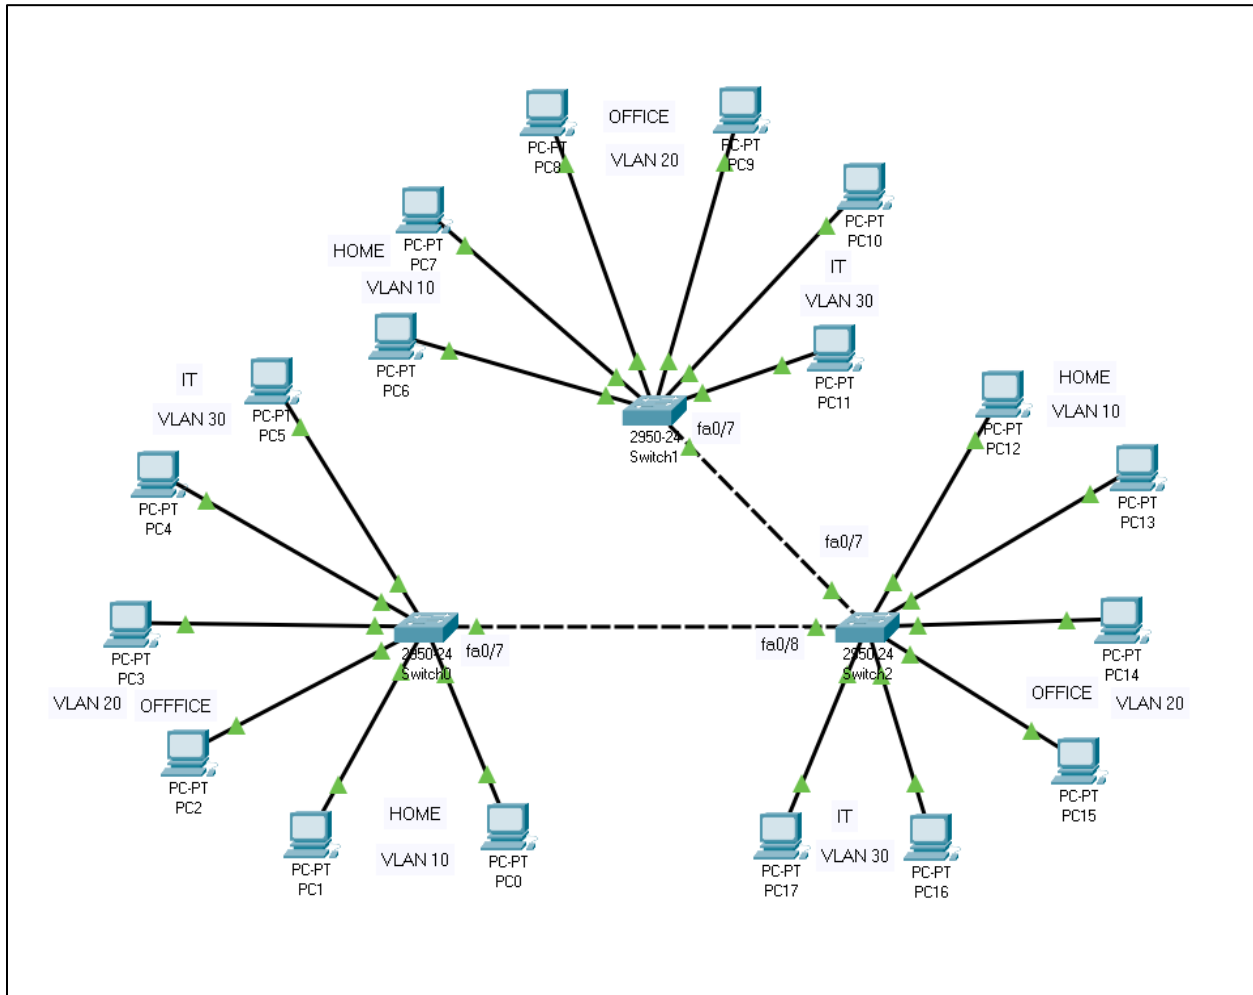 OFFICE
VLAN 20
PC-PT
PC8
PC-PT
PC9
PC-PT
PC7
HOME
VLAN 10
PC-PT
PC10
IT
VLAN 30
PC-PT
PC6
PC-PT
PC11
2950-24
Switch1
fa0/7
IT
VLAN 30
PC-PT
PC5
HOME
VLAN 10
PC-PT
PC12
PC-PT
PC4
PC-PT
PC13
fa0/7
2950-24
Switch0
fa0/7
fa0/8
2950-24
Switch2
PC-PT
PC3
VLAN 20
OFFFICE
PC-PT
PC14
OFFICE
VLAN 20
PC-PT
PC2
PC-PT
PC15
HOME
VLAN 10
PC-PT
PC1
PC-PT
PC0
IT
VLAN 30
PC-PT
PC17
PC-PT
PC16